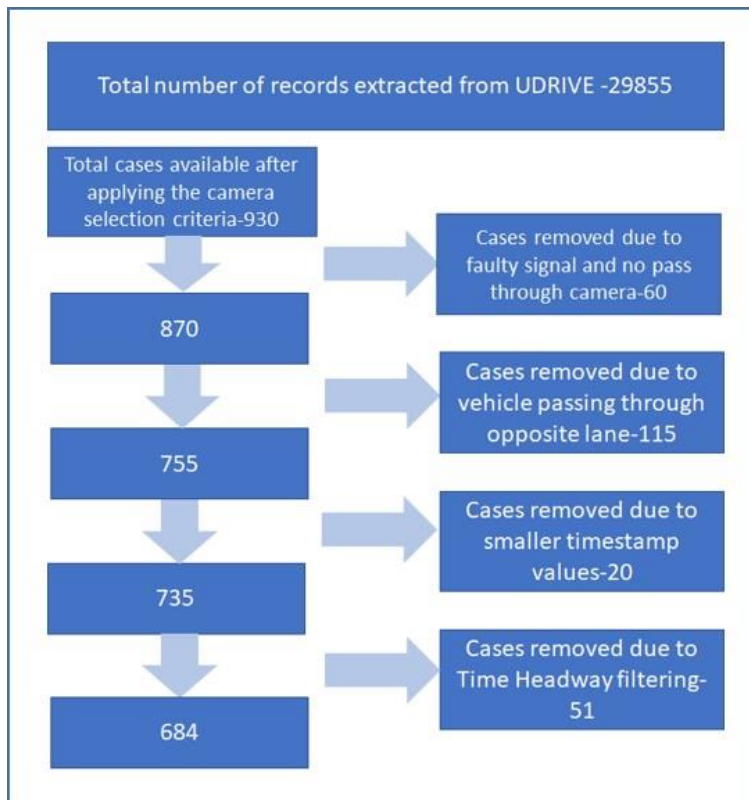 Total number of records extracted from UDRIVE -29855
Total cases available after
applying the camera
selection criteria-930
Cases removed due to
faulty signal and no pass
through camera-60
870
Cases removed due to
vehicle passing through
opposite lane-115
755
Cases removed due to
smaller timestamp
values-20
735
Cases removed due to
Time Headway filtering-
51
684